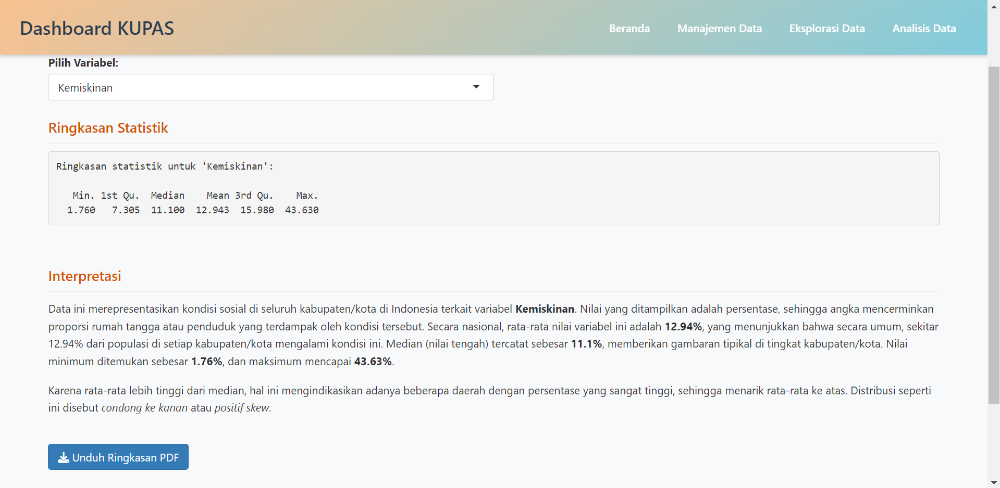 Dashboard KUPAS
Beranda
Manajemen Data
Eksplorasi Data
Analisis Data
Pilih Variabel:
Kemiskinan
Ringkasan Statistik
Ringkasan statistik untuk 'Kemiskinan':
Min. 1st Qu. Median Mean 3rd Qu. Max.
1.760 7.305 11.100 12.943 15.980 43.630
Interpretasi
Data ini merepresentasikan kondisi sosial di seluruh kabupaten/kota di Indonesia terkait variabel Kemiskinan. Nilai yang ditampilkan adalah persentase, sehingga angka mencerminkan
proporsi rumah tangga atau penduduk yang terdampak oleh kondisi tersebut. Secara nasional, rata-rata nilai variabel ini adalah 12.94%, yang menunjukkan bahwa secara umum, sekitar
12.94% dari populasi di setiap kabupaten/kota mengalami kondisi ini. Median (nilai tengah) tercatat sebesar 11.1%, memberikan gambaran tipikal di tingkat kabupaten/kota. Nilai
minimum ditemukan sebesar 1.76%, dan maksimum mencapai 43.63%.
Karena rata-rata lebih tinggi dari median, hal ini mengindikasikan adanya beberapa daerah dengan persentase yang sangat tinggi, sehingga menarik rata-rata ke atas. Distribusi seperti
ini disebut condong ke kanan atau positif skew.
Unduh Ringkasan PDF